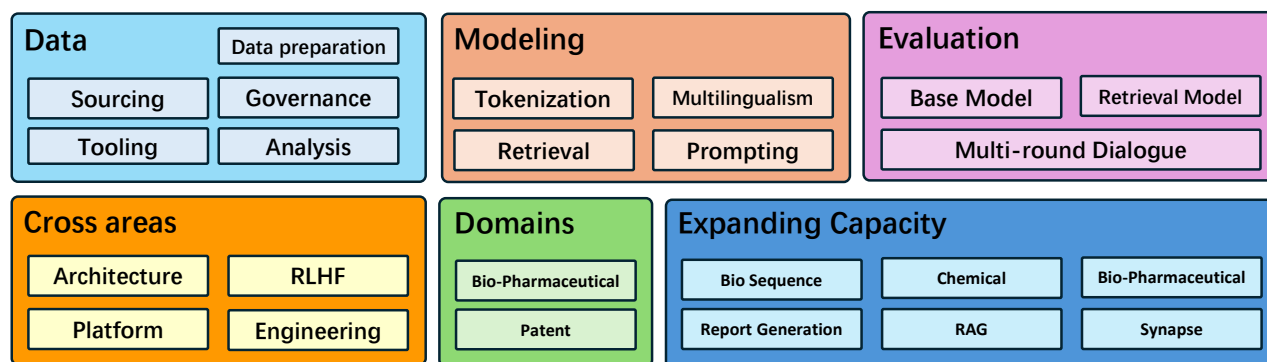 Data
Data preparation
Sourcing
Governance
Tooling
Analysis
Modeling
Tokenization
Multilingualism
Retrieval
Prompting
Evaluation
Base Model
Retrieval Model
Multi-round Dialogue
Cross areas
Architecture
RLHF
Platform
Engineering
Domains
Bio-Pharmaceutical
Patent
Expanding Capacity
Bio Sequence
Chemical
Bio-Pharmaceutical
Report Generation
RAG
Synapse